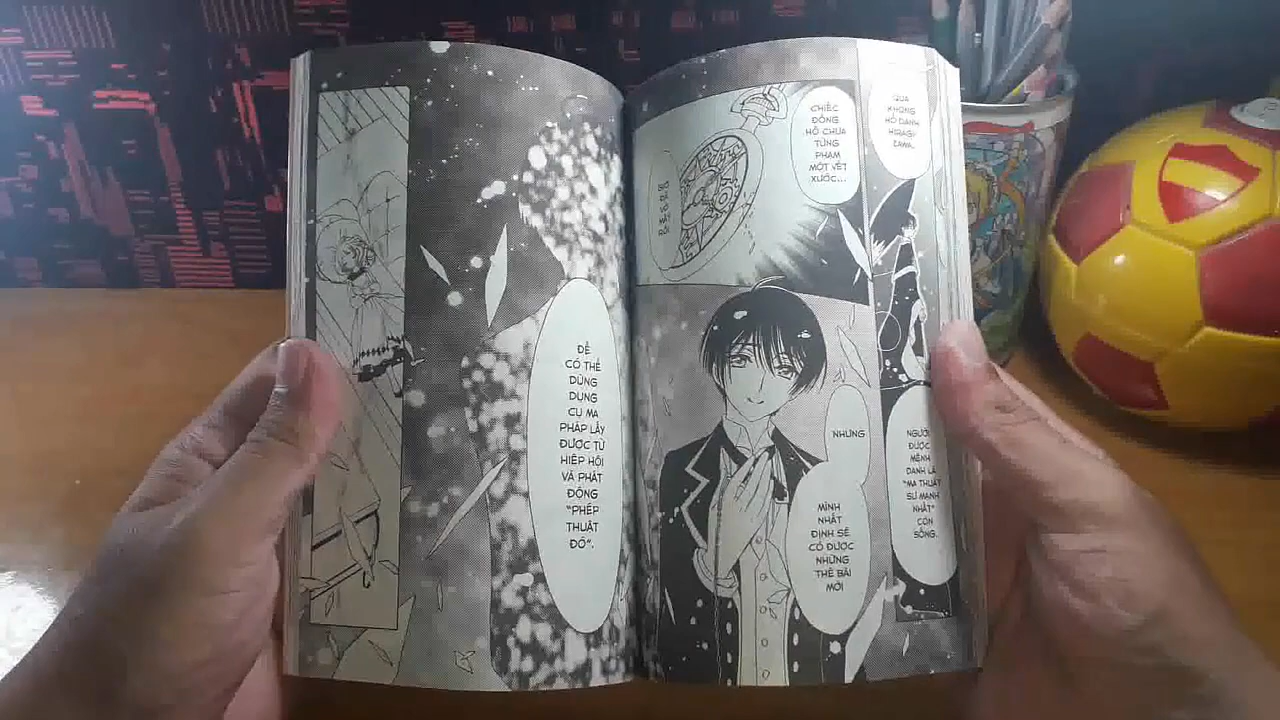 QUẢ
KHÔNG
HỔ DANH
HIRAGI-
ZAWA.
NGƯỜI
ĐƯỢC
MỆNH
DANH LÀ
"MA THUẬT
SƯ MẠNH
NHẤT"
CÒN
SỐNG.
CHIẾC
ĐỒNG
HỒ CHƯA
TỪNG
PHẠM
MỘT VẾT
XƯỚC...
NHƯNG
MÌNH
NHẤT
ĐỊNH SẼ
CÓ ĐƯỢC
NHỮNG
THẺ BÀI
MỚI
ĐỂ
CÓ THỂ
DÙNG
DỤNG
CỤ MA
PHÁP LẤY
ĐƯỢC TỪ
HIỆP HỘI
VÀ PHÁT
ĐỘNG
"PHÉP
THUẬT
ĐÓ".